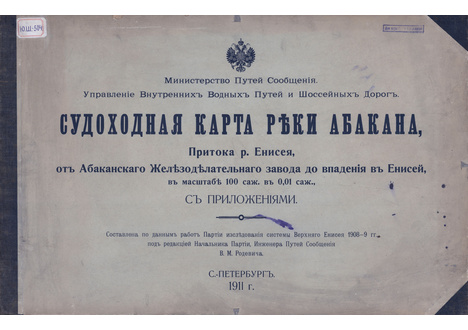 Ю.Ш-504
Министерство Путей Сообщенія.
Управленіе Внутреннихъ Водныхъ Путей и Шоссейныхъ Дорогъ.
СУДОХОДНАЯ КАРТА РѢКИ АБАКАНА,
Притока р. Енисея,
отъ Абаканскаго Желѣзодѣлательнаго завода до впаденія въ Енисей,
въ масштабѣ 100 саж. въ 0,01 саж.,
СЪ ПРИЛОЖЕНІЯМИ.
Составлена по даннымъ работъ Партіи изслѣдованія системы Верхняго Енисея 1908-9 гг.
подъ редакціей Начальника Партіи, Инженера Путей Сообщенія
В. М. Родевича.
С.-ПЕТЕРБУРГЪ.
1911 г.